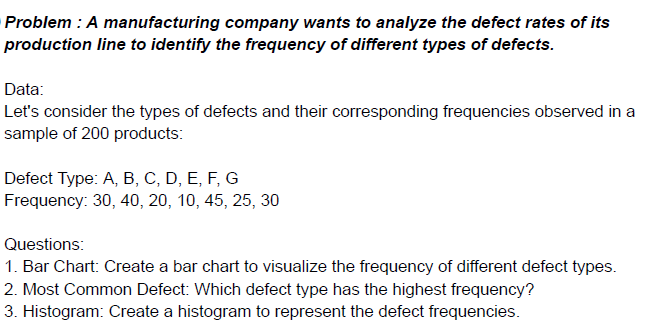 Problem : A manufacturing company wants to analyze the defect rates of its
production line to identify the frequency of different types of defects.
Data:
Let's consider the types of defects and their corresponding frequencies observed in a
sample of 200 products:
Defect Type: A, B, C, D, E, F, G
Frequency: 30, 40, 20, 10, 45, 25, 30
Questions:
1. Bar Chart: Create a bar chart to visualize the frequency of different defect types.
2. Most Common Defect: Which defect type has the highest frequency?
3. Histogram: Create a histogram to represent the defect frequencies.